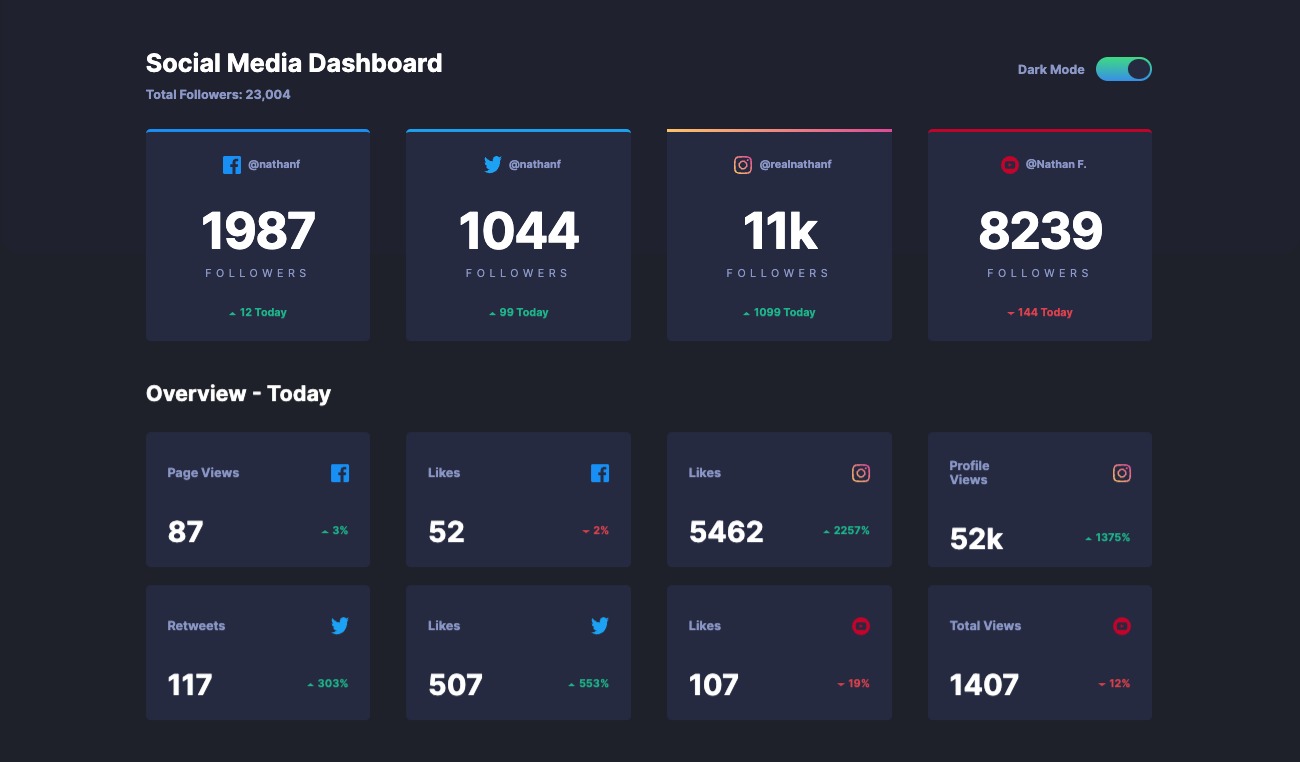 Social Media Dashboard
Total Followers: 23,004
Dark Mode
@nathanf
1987
FOLLOWERS
12 Today
@nathanf
1044
FOLLOWERS
99 Today
@realnathanf
11k
FOLLOWERS
1099 Today
@Nathan F.
8239
FOLLOWERS
144 Today
Overview - Today
Page Views
87
3%
Likes
52
2%
Likes
5462
2257%
Profile
Views
52k
1375%
Retweets
117
303%
Likes
507
553%
Likes
107
19%
Total Views
1407
12%